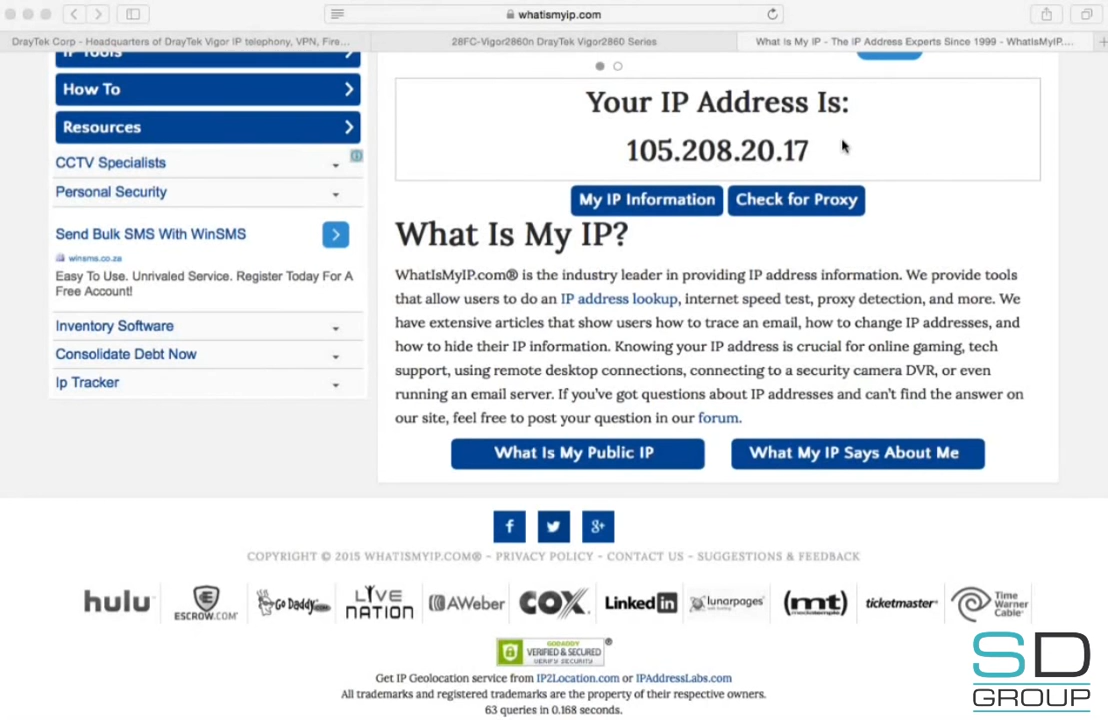 whatismyip.com
DrayTek Corp - Headquarters of DrayTek Vigor IP telephony, VPN, Fire...
28FC-Vigor2860n DrayTek Vigor2860 Series
What Is My IP - The IP Address Experts Since 1999 - WhatIsMyIP....
IP Tools
How To
Resources
CCTV Specialists
Personal Security
Send Bulk SMS With WinSMS
winsms.co.za
Easy To Use. Unrivaled Service. Register Today For A
Free Account!
Inventory Software
Consolidate Debt Now
Ip Tracker
Your IP Address Is:
105.208.20.17
My IP Information
Check for Proxy
What Is My IP?
WhatIsMyIP.com® is the industry leader in providing IP address information. We provide tools
that allow users to do an IP address lookup, internet speed test, proxy detection, and more. We
have extensive articles that show users how to trace an email, how to change IP addresses, and
how to hide their IP information. Knowing your IP address is crucial for online gaming, tech
support, using remote desktop connections, connecting to a security camera DVR, or even
running an email server. If you've got questions about IP addresses and can't find the answer on
our site, feel free to post your question in our forum.
What Is My Public IP
What My IP Says About Me
COPYRIGHT © 2015 WHATISMYIP.COM® - PRIVACY POLICY - CONTACT US - SUGGESTIONS & FEEDBACK
hulu
ESCROW.COM
Go Daddy
LIVE
NATION
AWeber
COX
LinkedIn
lunarpages
(mt)
ticketmaster
Time
Warner
Cable
GODADDY
VERIFIED & SECURED
VERIFY SECURITY
Get IP Geolocation service from IP2Location.com or IPAddressLabs.com
All trademarks and registered trademarks are the property of their respective owners.
63 queries in 0.168 seconds.
SD
GROUP